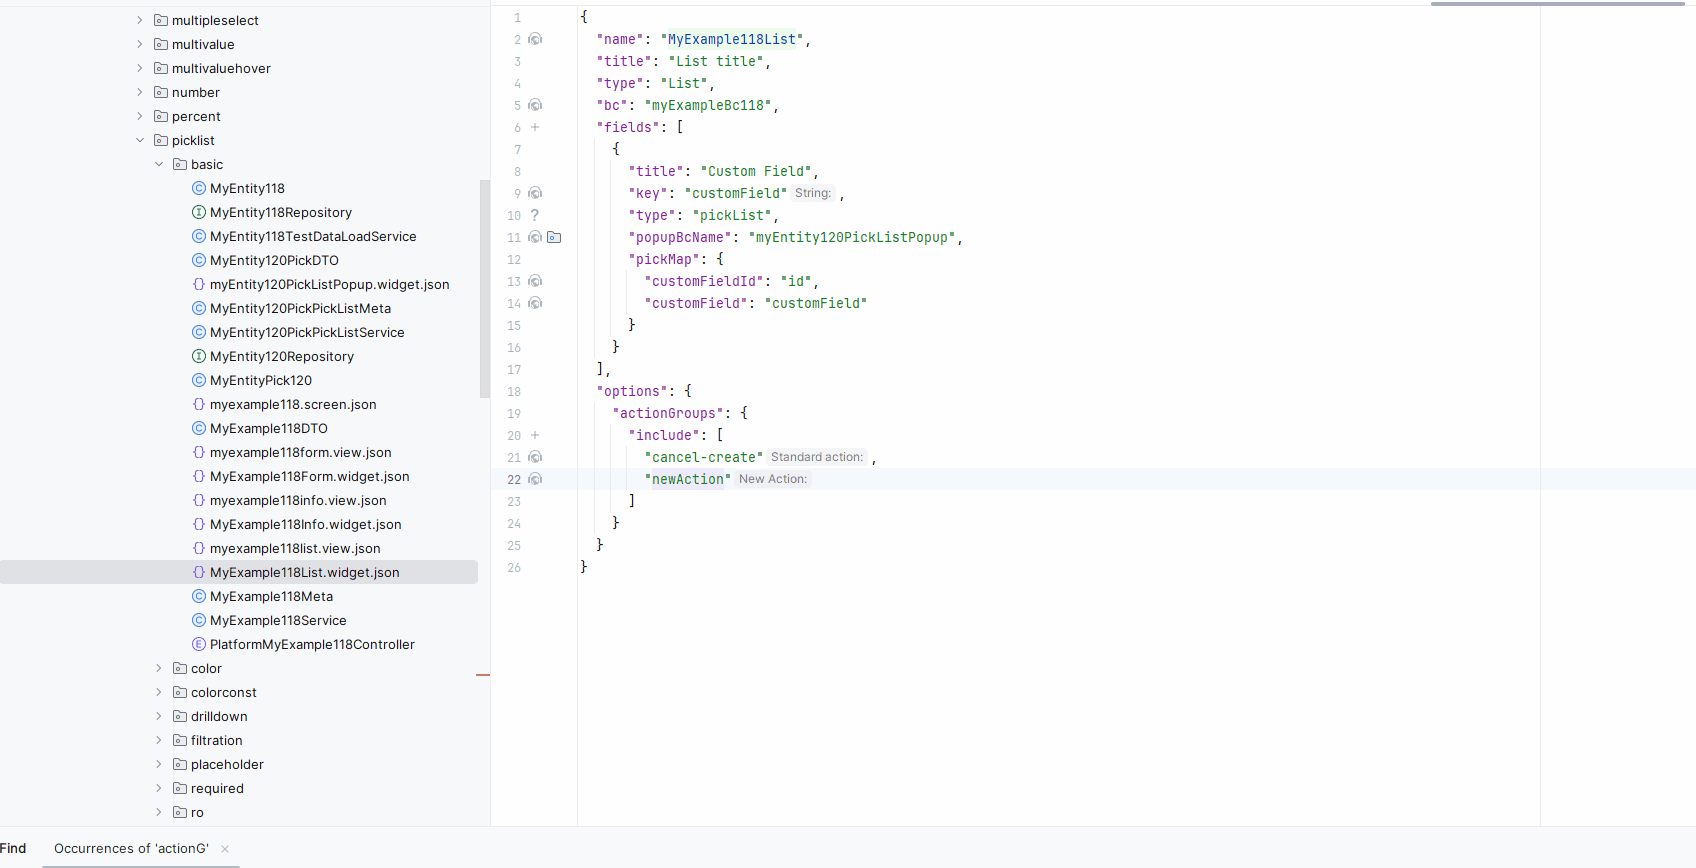 multipleselect
multivalue
multivaluehover
number
percent
picklist
basic
MyEntity118
MyEntity118Repository
MyEntity118TestDataLoadService
MyEntity120PickDTO
myEntity120PickListPopup.widget.json
MyEntity120PickPickListMeta
MyEntity120PickPickListService
MyEntity120Repository
MyEntityPick120
myexample118.screen.json
MyExample118DTO
myexample118form.view.json
MyExample118Form.widget.json
myexample118info.view.json
MyExample118Info.widget.json
myexample118list.view.json
MyExample118List.widget.json
MyExample118Meta
MyExample118Service
PlatformMyExample118Controller
color
colorconst
drilldown
filtration
placeholder
required
ro
1 {
2 "name": "MyExample118List",
3 "title": "List title",
4 "type": "List",
5 "bc": "myExampleBc118",
6 "fields": [
7 {
8 "title": "Custom Field",
9 "key": "customField" String: ,
10 "type": "pickList",
11 "popupBcName": "myEntity120PickListPopup",
12 "pickMap": {
13 "customFieldId": "id",
14 "customField": "customField"
15 }
16 }
17 ],
18 "options": {
19 "actionGroups": {
20 "include": [
21 "cancel-create" Standard action: ,
22 "newAction" New Action:
23 ]
24 }
25 }
26 }
Find Occurrences of 'actionG' ×